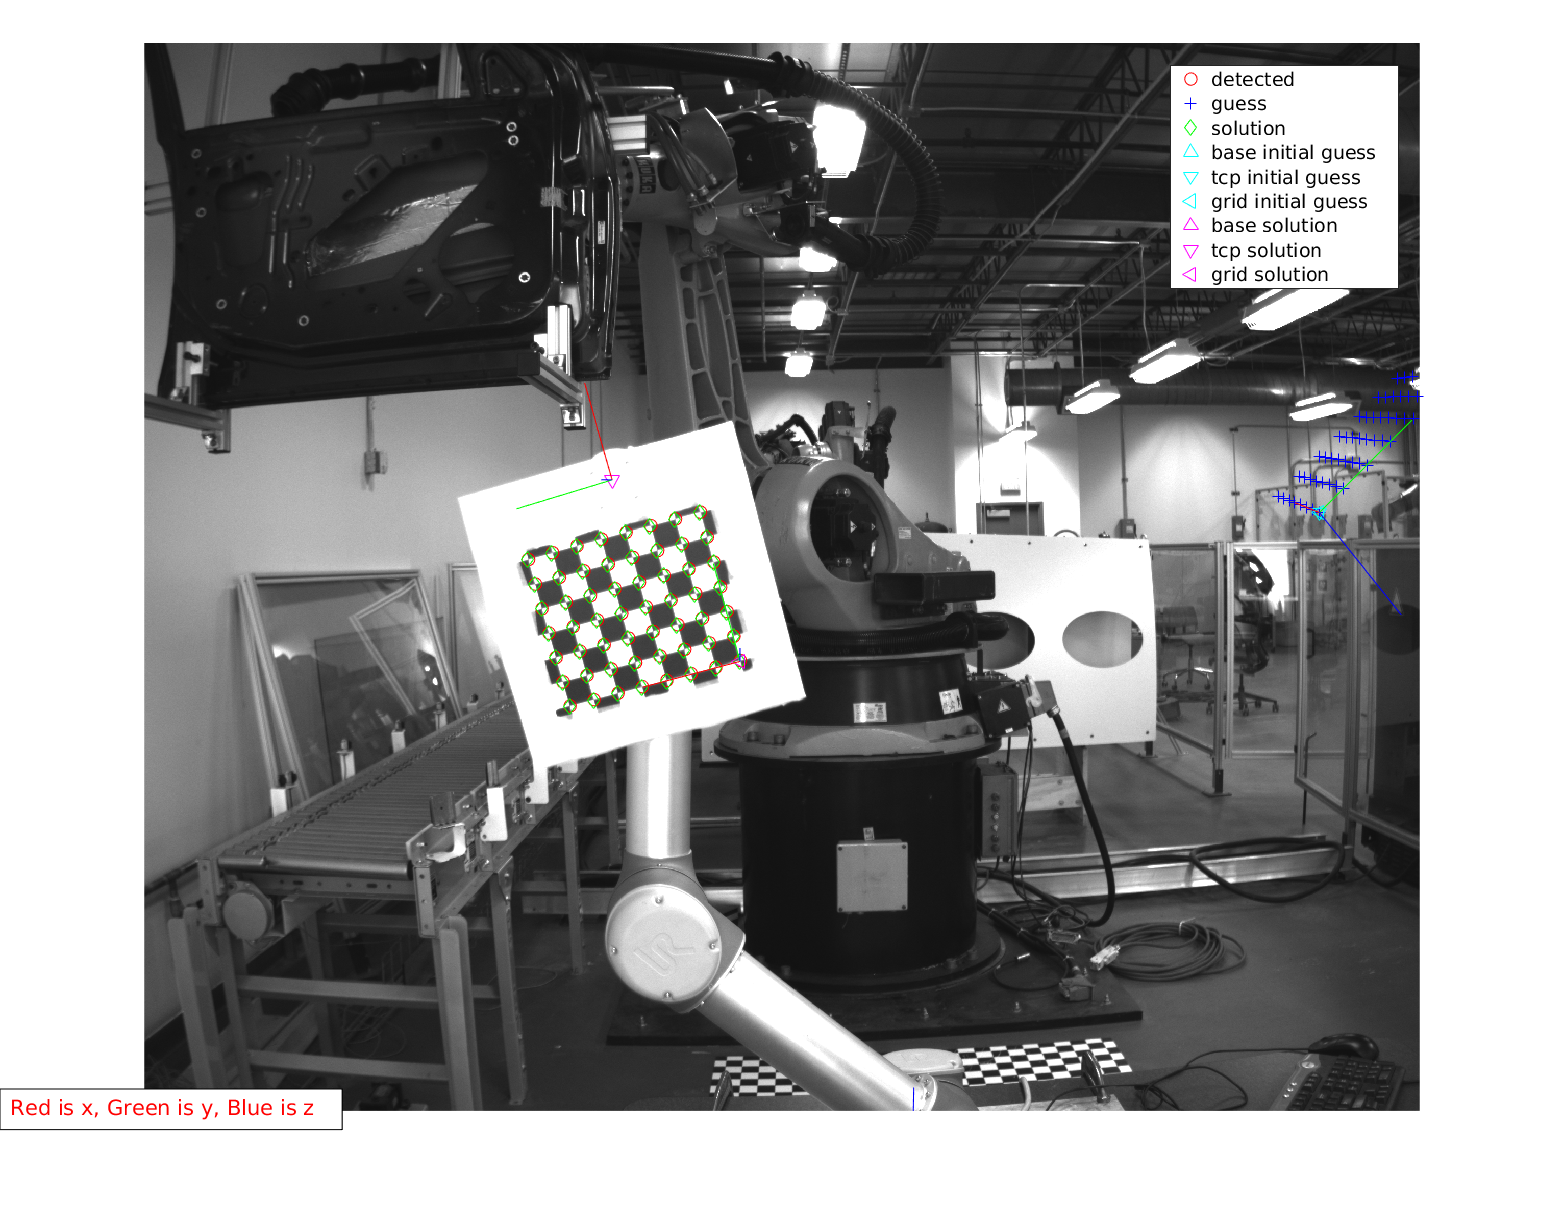 detected
guess
solution
base initial guess
tcp initial guess
grid initial guess
base solution
tcp solution
grid solution
UR
Red is x, Green is y, Blue is z